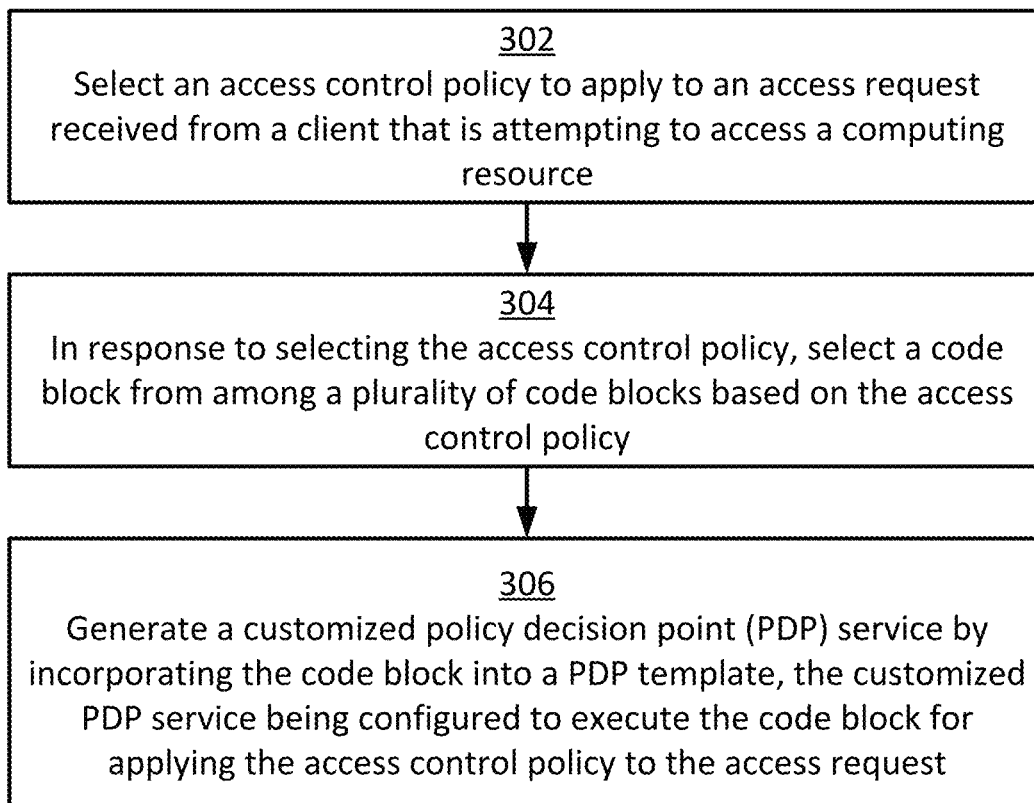 302
Select an access control policy to apply to an access request
received from a client that is attempting to access a computing
resource
304
In response to selecting the access control policy, select a code
block from among a plurality of code blocks based on the access
control policy
306
Generate a customized policy decision point (PDP) service by
incorporating the code block into a PDP template, the customized
PDP service being configured to execute the code block for
applying the access control policy to the access request